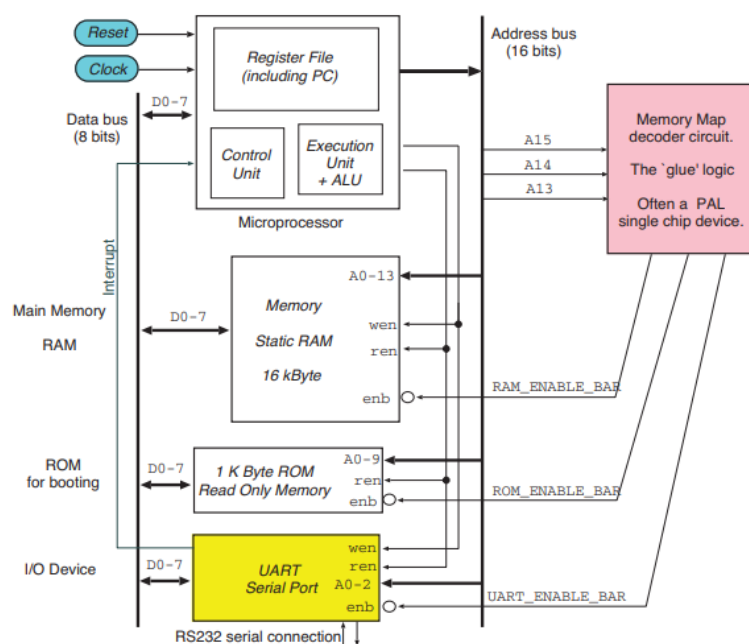 Reset
Clock
Register File
(including PC)
Control
Unit
Execution
Unit
+ ALU
Microprocessor
Address bus
(16 bits)
Data bus
(8 bits)
D0-7
Interrupt
A15
A14
A13
Memory Map
decoder circuit.
The `glue' logic
Often a PAL
single chip device.
Main Memory
RAM
D0-7
Memory
Static RAM
16 kByte
A0-13
wen
ren
enb
RAM_ENABLE_BAR
ROM
for booting
D0-7
1 K Byte ROM
Read Only Memory
A0-9
ren
enb
ROM_ENABLE_BAR
I/O Device
D0-7
UART
Serial Port
wen
ren
A0-2
enb
UART_ENABLE_BAR
RS232 serial connection